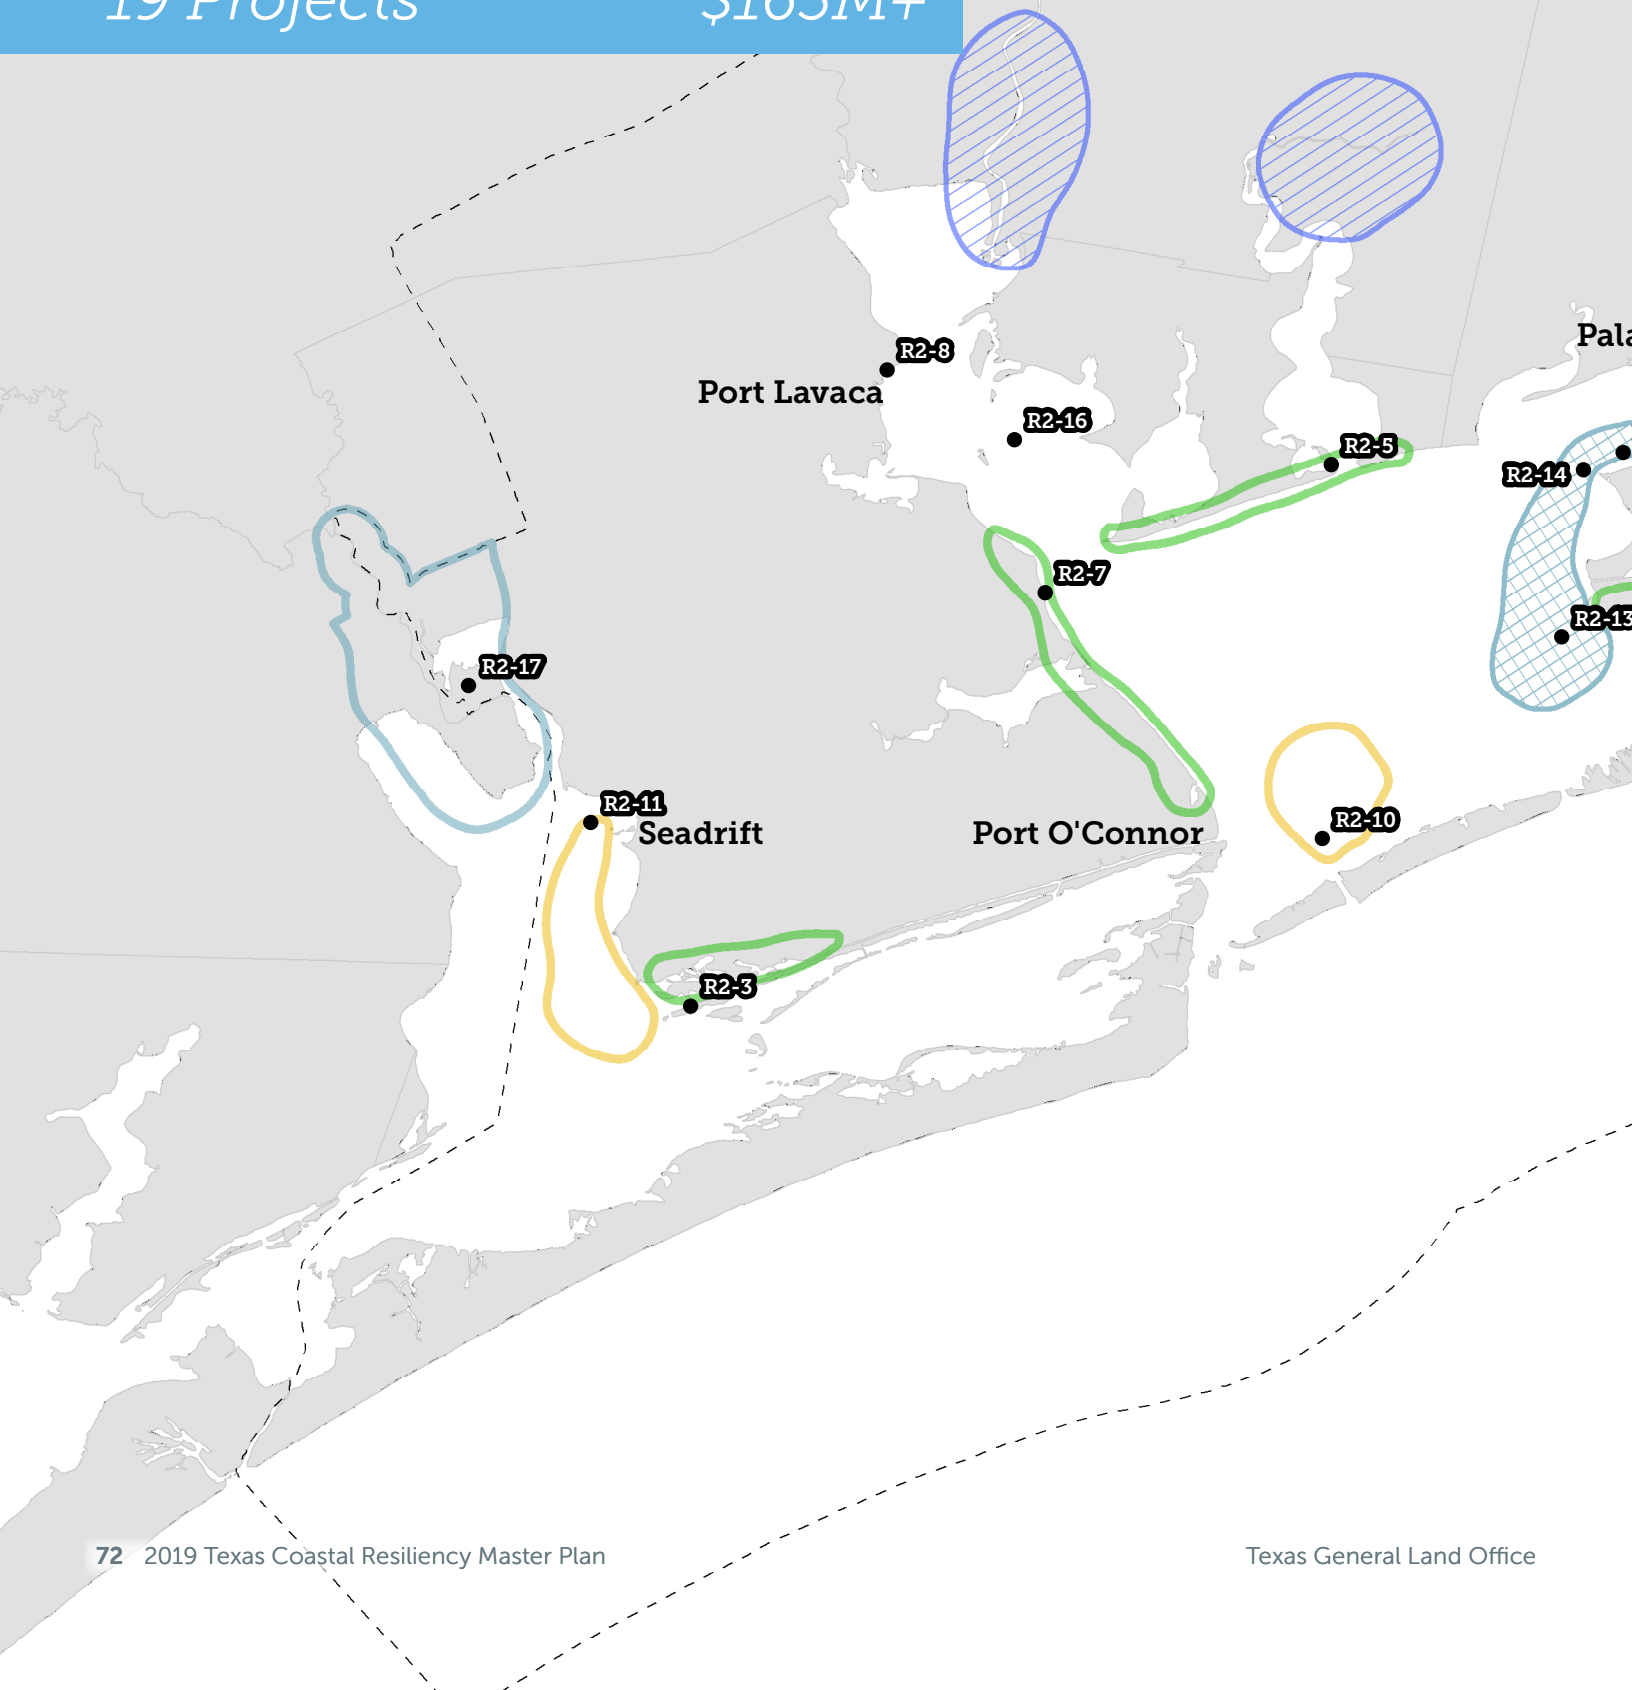 19 Projects $165M+
R2-8
Port Lavaca
R2-16
R2-5
R2-14
R2-7
R2-13
R2-17
R2-11
Seadrift
Port O'Connor
R2-10
R2-3
72 2019 Texas Coastal Resiliency Master Plan
Texas General Land Office